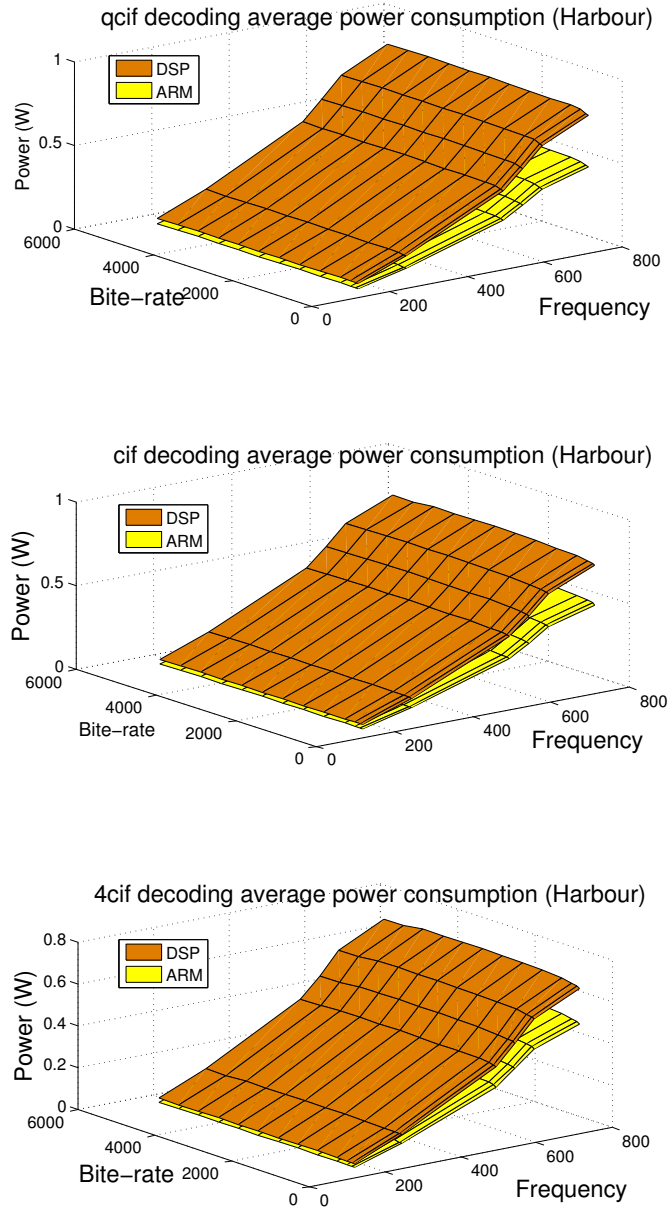 qcif decoding average power consumption (Harbour)
DSP
ARM
1
0.5
0
Power (W)
6000
4000
2000
0
Bite-rate
0
200
400
600
800
Frequency
cif decoding average power consumption (Harbour)
DSP
ARM
1
0.5
0
Power (W)
6000
4000
2000
0
Bite-rate
0
200
400
600
800
Frequency
4cif decoding average power consumption (Harbour)
DSP
ARM
0.8
0.6
0.4
0.2
0
Power (W)
6000
4000
2000
0
Bite-rate
0
200
400
600
800
Frequency